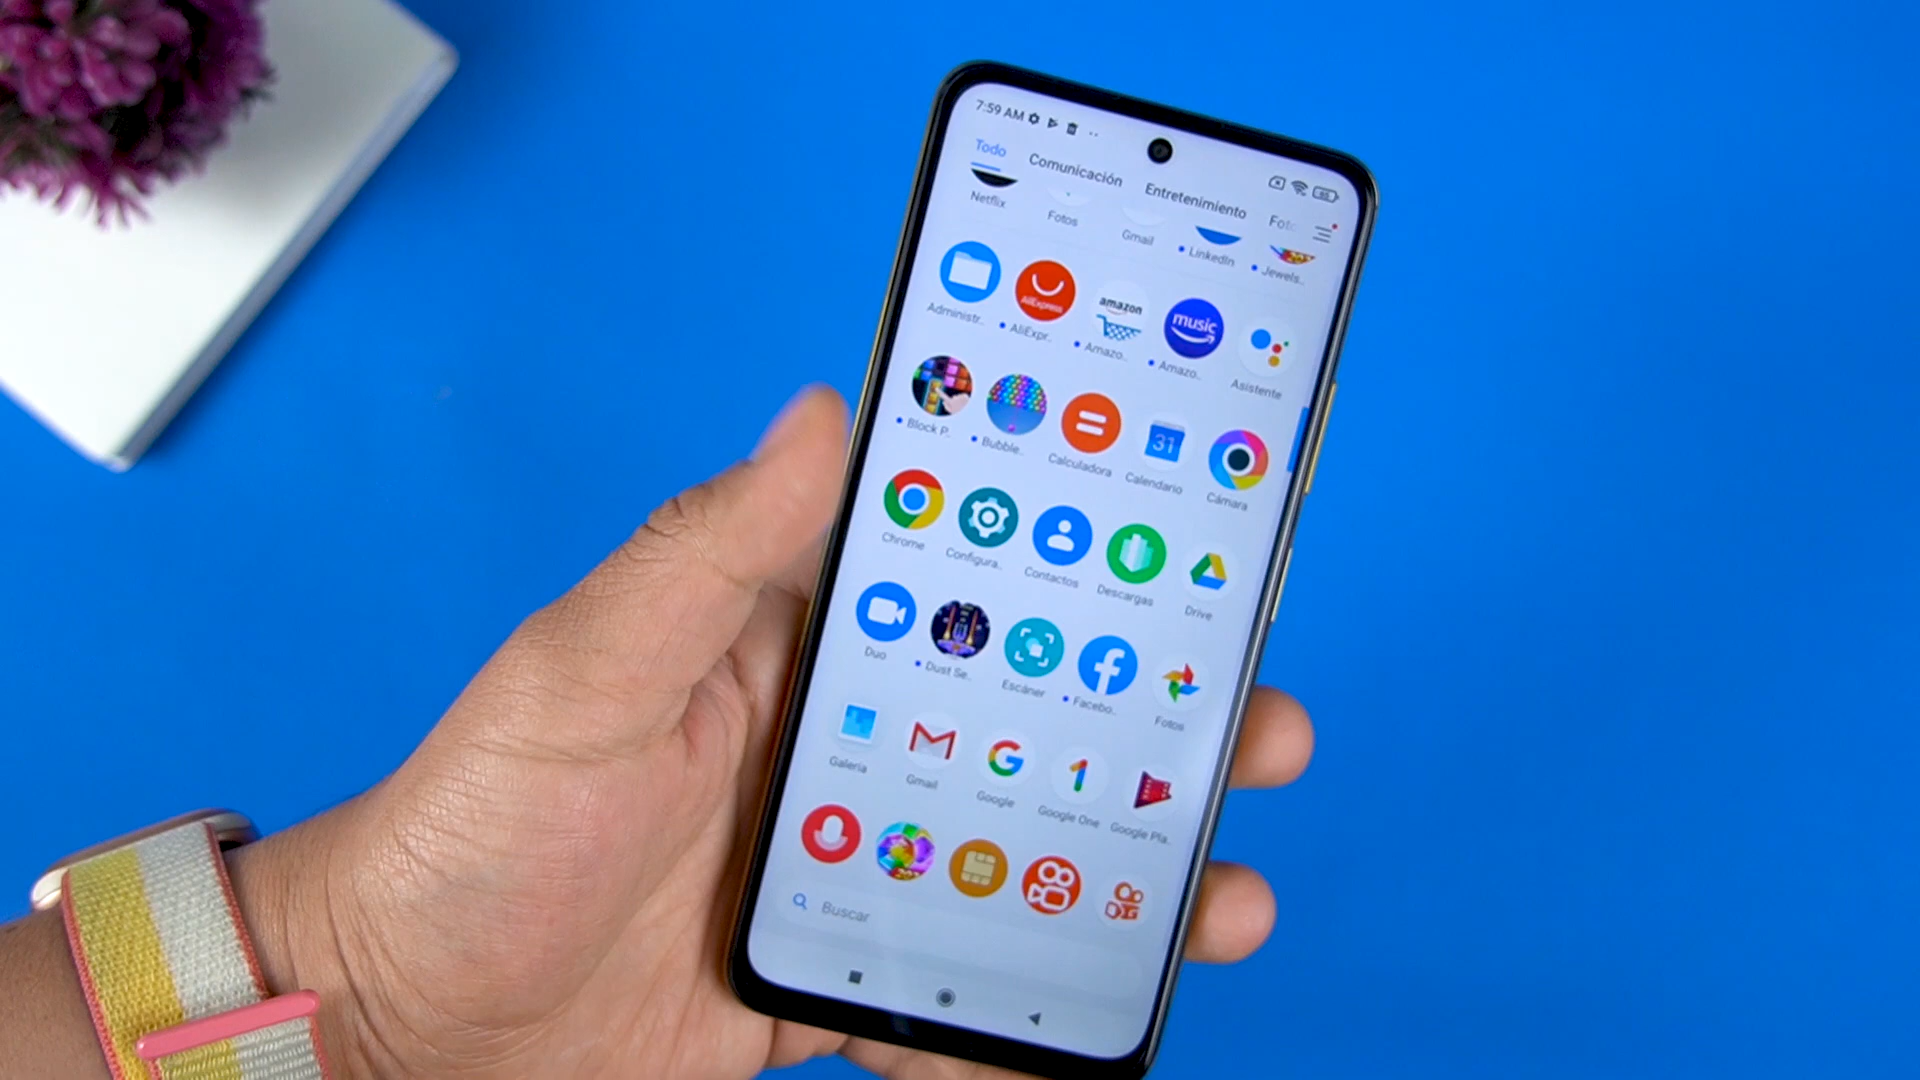 7:59 AM
Todo Comunicación Entretenimiento Foto
Netflix Fotos Gmail LinkedIn Jewels..
AliExpress amazon music
Administr.. AliExpr.. Amazo.. Amazo.. Asistente
31
Block P.. Bubble.. Calculadora Calendario Cámara
Chrome Configura.. Contactos Descargas Drive
Duo Dust Se.. Escáner Facebo.. Fotos
Galería Gmail Google Google One Google Pla..
Buscar